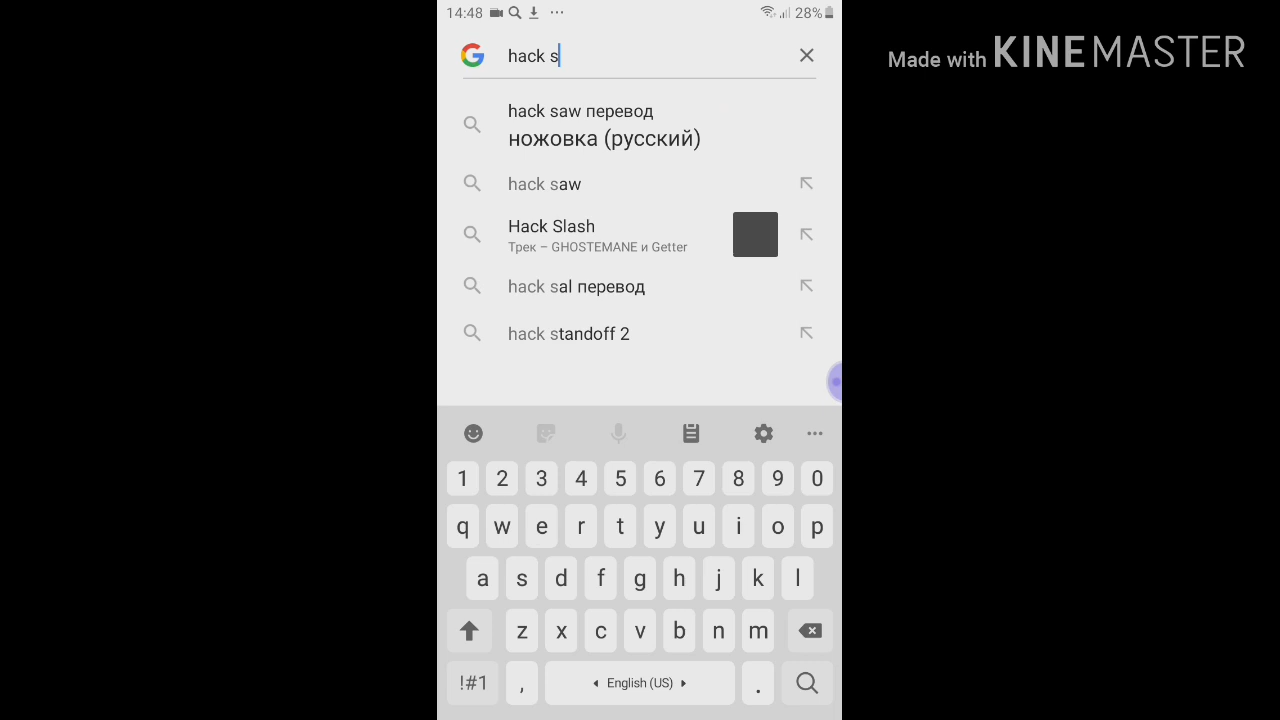 14:48 28%
Made with KINEMASTER
hack s
hack saw перевод
ножовка (русский)
hack saw
Hack Slash
Трек – GHOSTEMANE и Getter
hack sal перевод
hack standoff 2
1 2 3 4 5 6 7 8 9 0
q w e r t y u i o p
a s d f g h j k l
z x c v b n m
!#1 , English (US) .